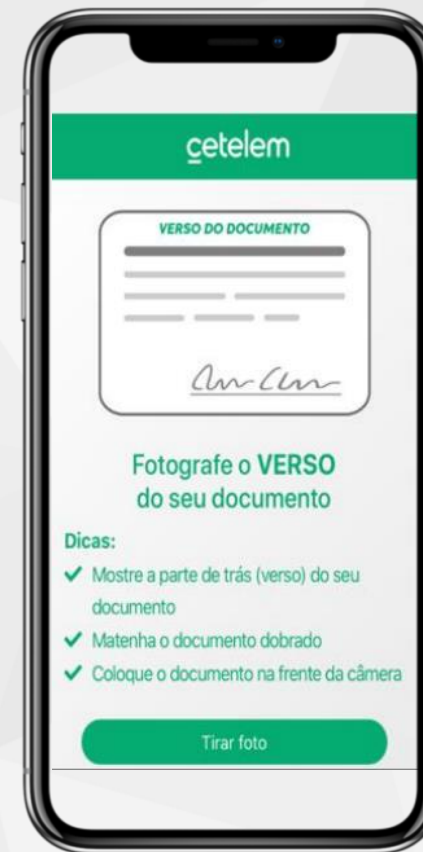 cetelem
VERSO DO DOCUMENTO
Fotografe o VERSO
do seu documento
Dicas:
✓ Mostre a parte de trás (verso) do seu
documento
✓ Matenha o documento dobrado
✓ Coloque o documento na frente da câmera
Tirar foto